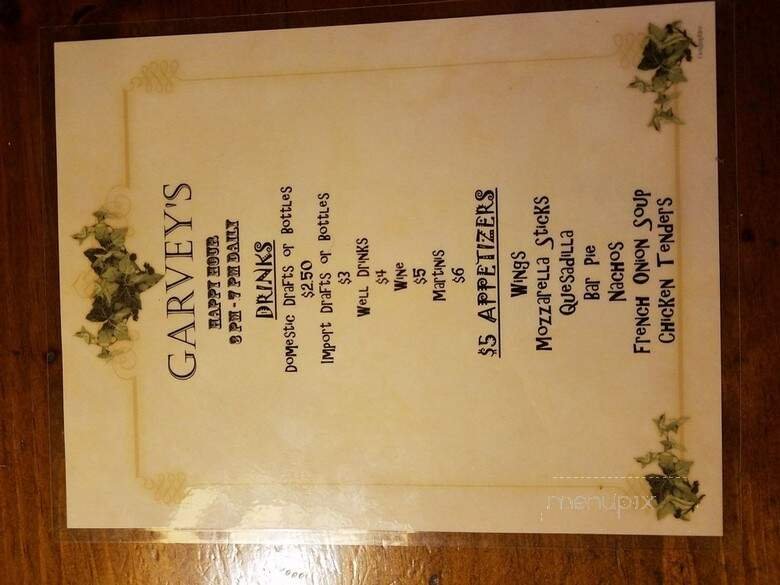 GARVEY'S
HAPPY HOUR
3 PM - 7 PM DAILY
DRINKS
Domestic Drafts or Bottles
$2.50
Import Drafts or Bottles
$3
Well Drinks
$4
Wine
$5
Martinis
$6
$5 APPETIZERS
Wings
Mozzarella Sticks
Quesadilla
Bar Pie
Nachos
French Onion Soup
Chicken Tenders
menupix